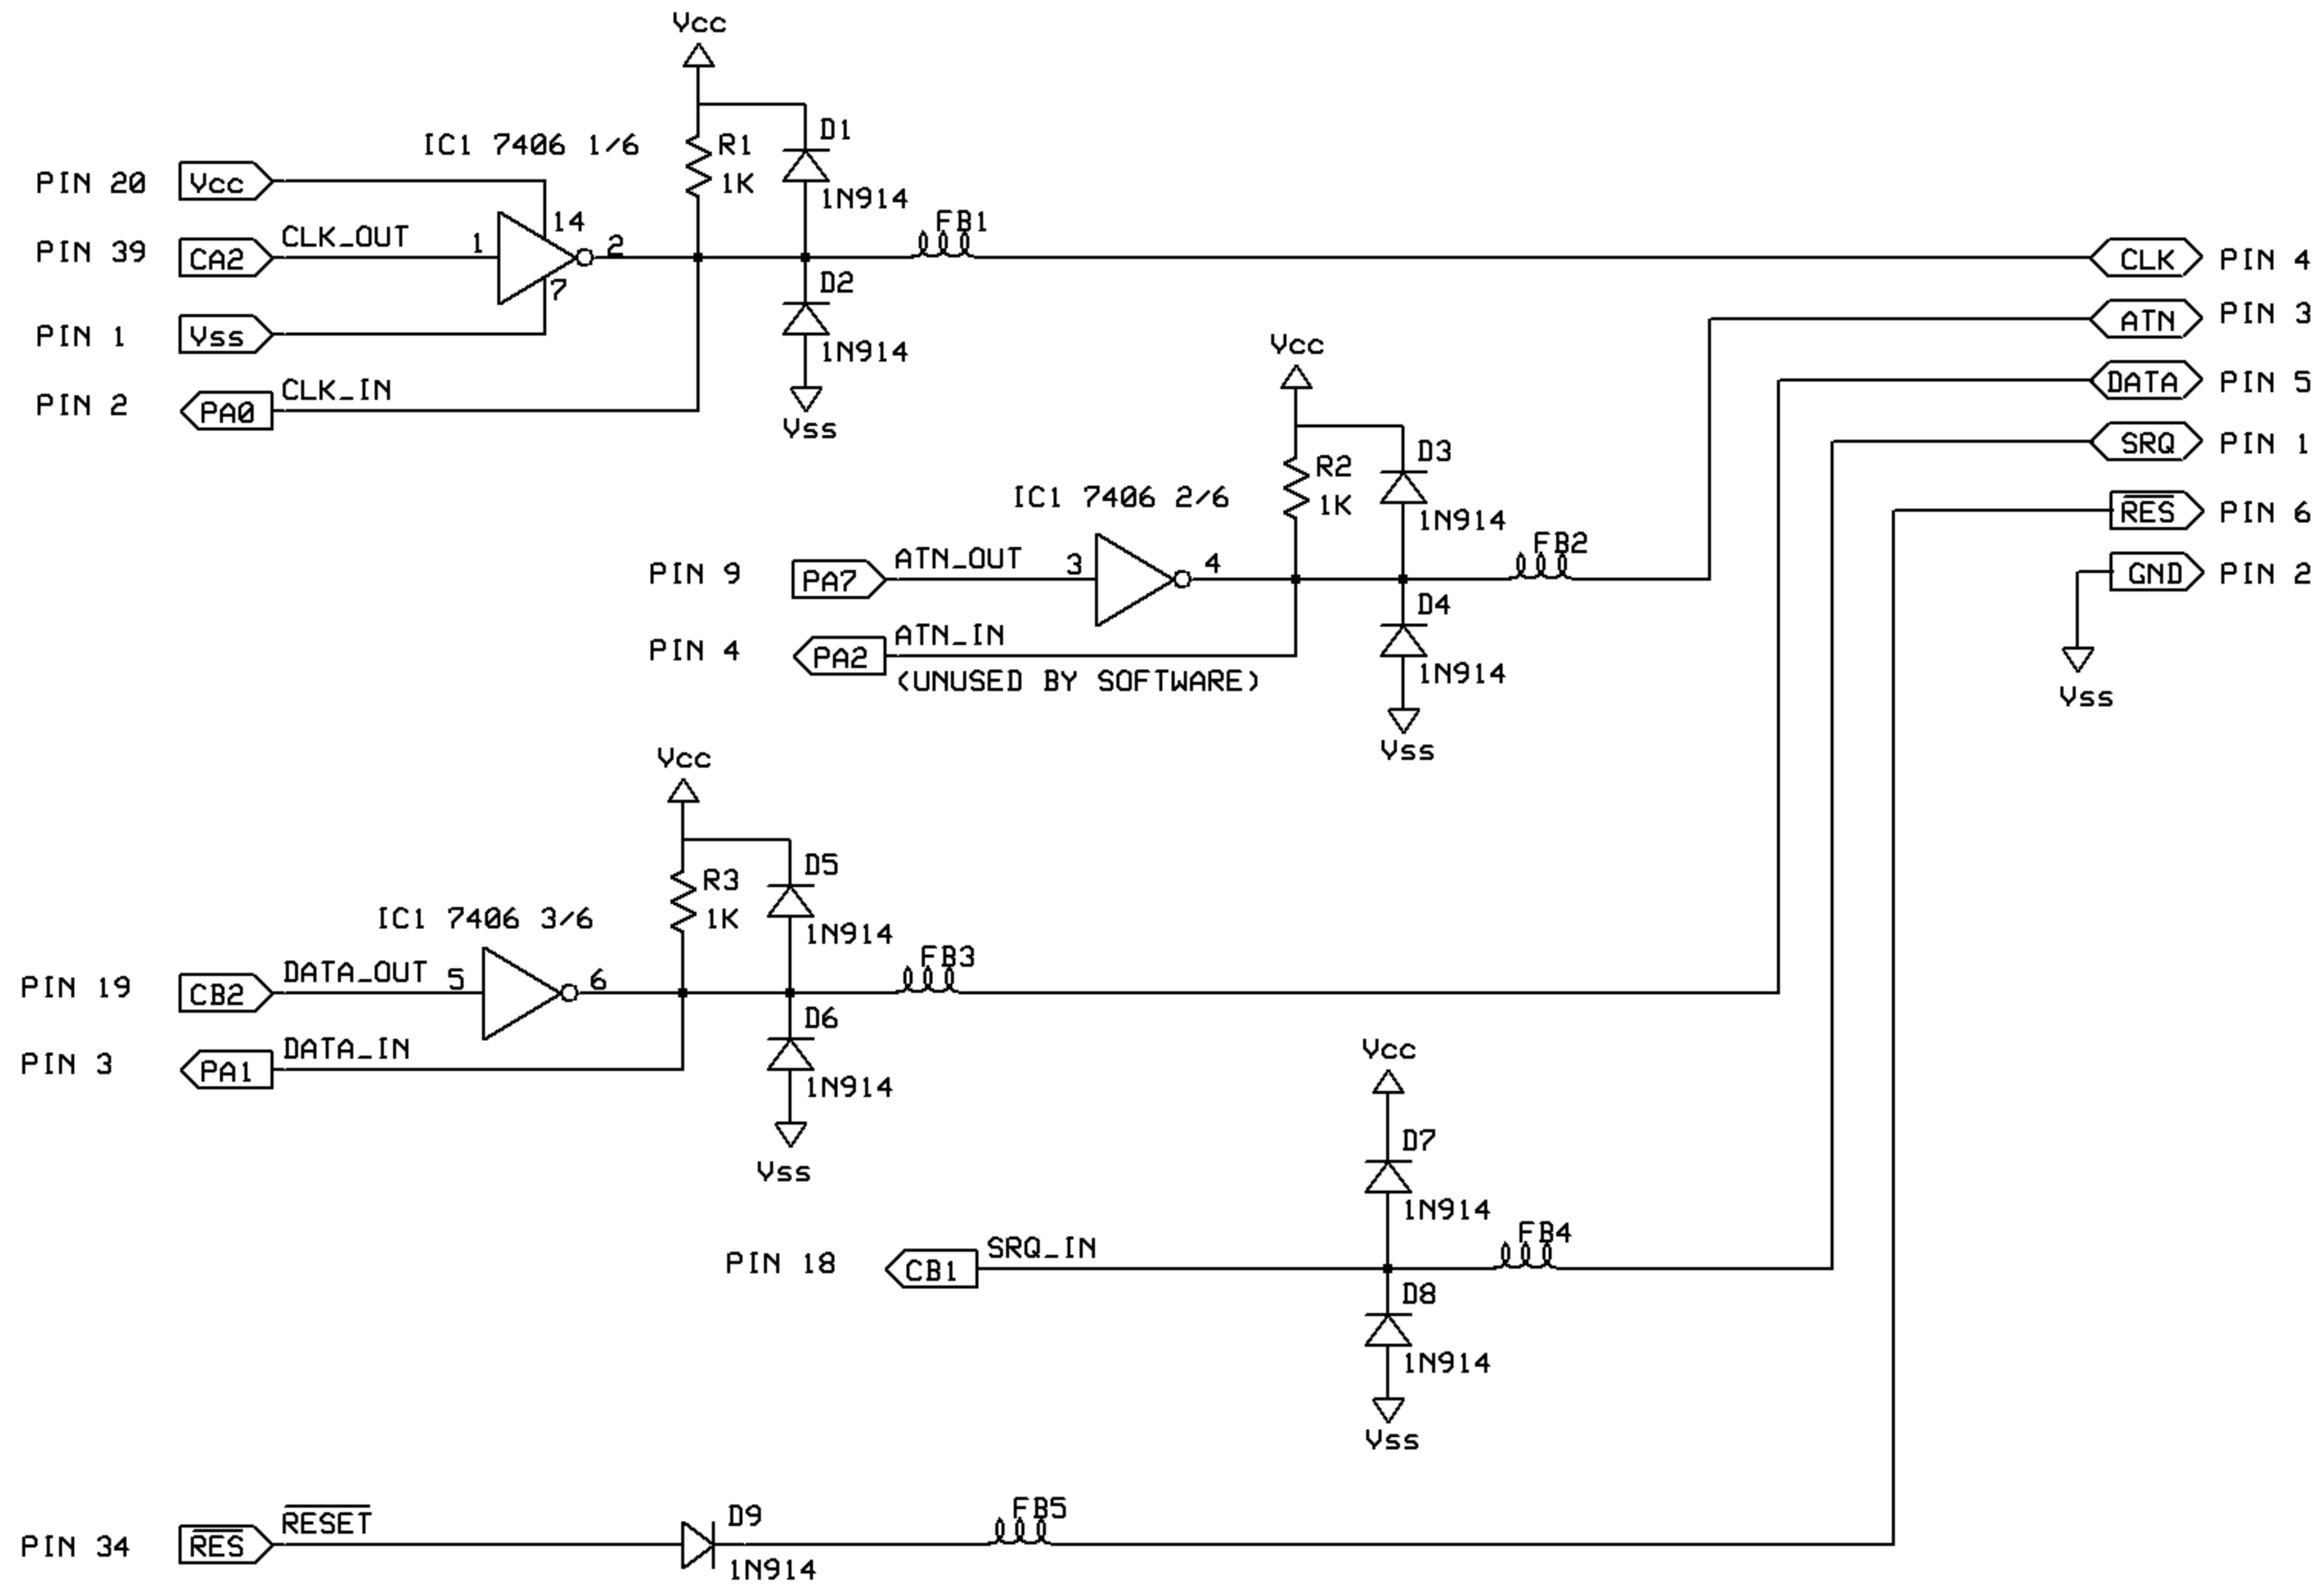 Vcc
D1
IC1 7406 1/6
R1
1K
PIN 20
Vcc
1N914
14
FB1
CLK_OUT
1
2
PIN 39
CA2
CLK
PIN 4
7
D2
PIN 1
Vss
1N914
ATN
PIN 3
Vcc
CLK_IN
PIN 2
PA0
Vss
DATA
PIN 5
D3
SRQ
PIN 1
R2
1K
IC1 7406 2/6
1N914
RES
PIN 6
FB2
ATN_OUT
3
4
PIN 9
PA7
GND
PIN 2
D4
ATN_IN
PIN 4
PA2
1N914
(UNUSED BY SOFTWARE)
Vss
Vss
Vcc
D5
R3
1K
IC1 7406 3/6
1N914
FB3
DATA_OUT
5
6
PIN 19
CB2
D6
DATA_IN
PIN 3
PA1
1N914
Vcc
Vss
D7
1N914
FB4
SRQ_IN
PIN 18
CB1
D8
1N914
Vss
FB5
D9
RESET
PIN 34
RES
1N914